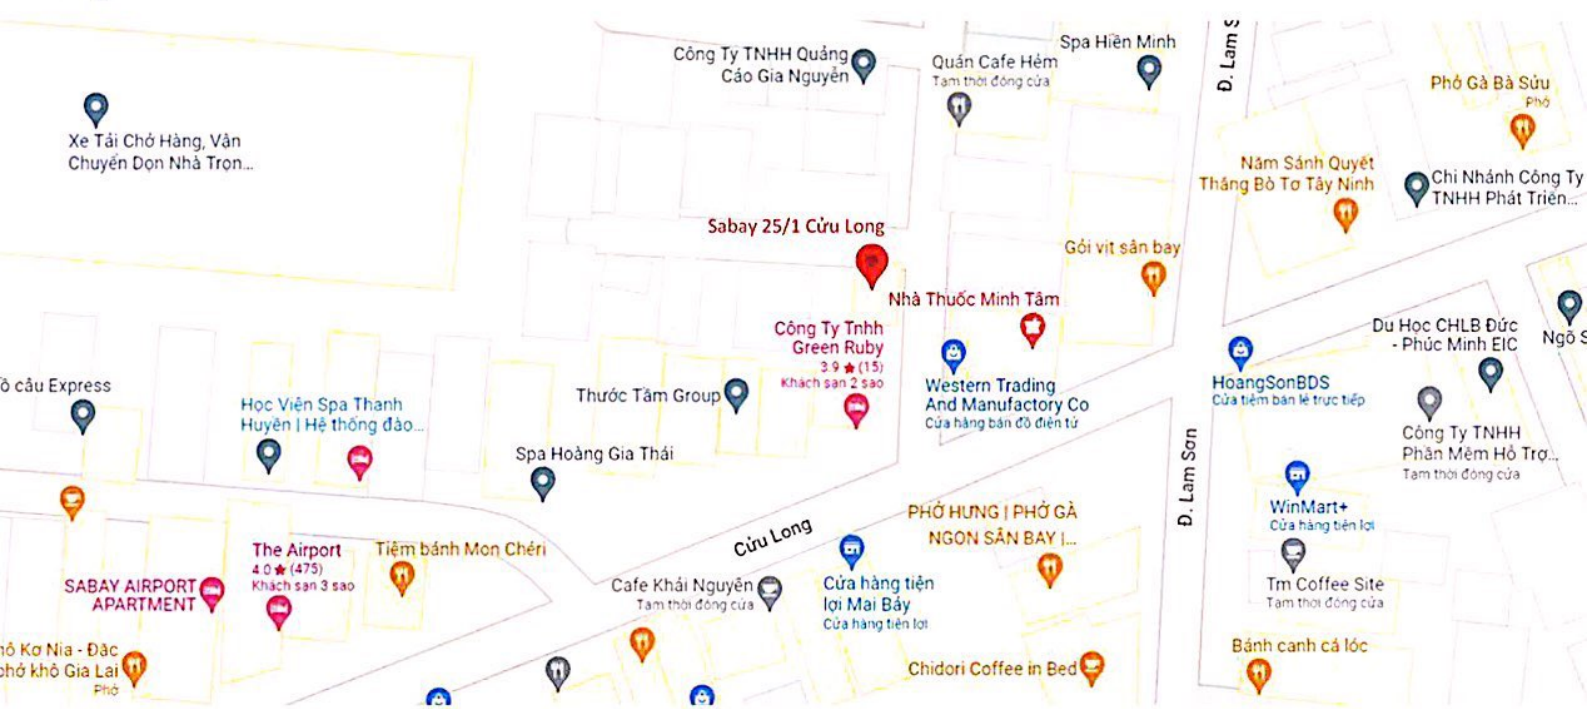 Công Ty TNHH Quảng
Cáo Gia Nguyễn
Quán Cafe Hẻm
Tạm thời đóng cửa
Spa Hiền Minh
Đ. Lam S
Phở Gà Bà Sửu
Phở
Xe Tải Chở Hàng, Vận
Chuyển Dọn Nhà Trọn...
Năm Sánh Quyết
Thắng Bò Tơ Tây Ninh
Chi Nhánh Công Ty
TNHH Phát Triển...
Sabay 25/1 Cửu Long
Gỏi vịt sân bay
Nhà Thuốc Minh Tâm
Công Ty Tnhh
Green Ruby
3.9 ★ (15)
Khách sạn 2 sao
Du Học CHLB Đức
- Phúc Minh EIC
Ngõ S
ồ câu Express
Học Viện Spa Thanh
Huyền | Hệ thống đào...
Thước Tầm Group
Western Trading
And Manufactory Co
Cửa hàng bán đồ điện tử
HoangSonBDS
Cửa tiệm bán lẻ trực tiếp
Công Ty TNHH
Phần Mềm Hỗ Trợ...
Tạm thời đóng cửa
Spa Hoàng Gia Thái
Đ. Lam Sơn
WinMart+
Cửa hàng tiện lợi
Cửu Long
PHỞ HƯNG | PHỞ GÀ
NGON SÂN BAY |...
The Airport
4.0 ★ (475)
Khách sạn 3 sao
Tiệm bánh Mon Chéri
SABAY AIRPORT
APARTMENT
Cafe Khải Nguyên
Tạm thời đóng cửa
Cửa hàng tiện
lợi Mai Bảy
Cửa hàng tiện lợi
Tm Coffee Site
Tạm thời đóng cửa
hô Kơ Nia - Đặc
phở khô Gia Lai
Phở
Chidori Coffee in Bed
Bánh canh cá lóc